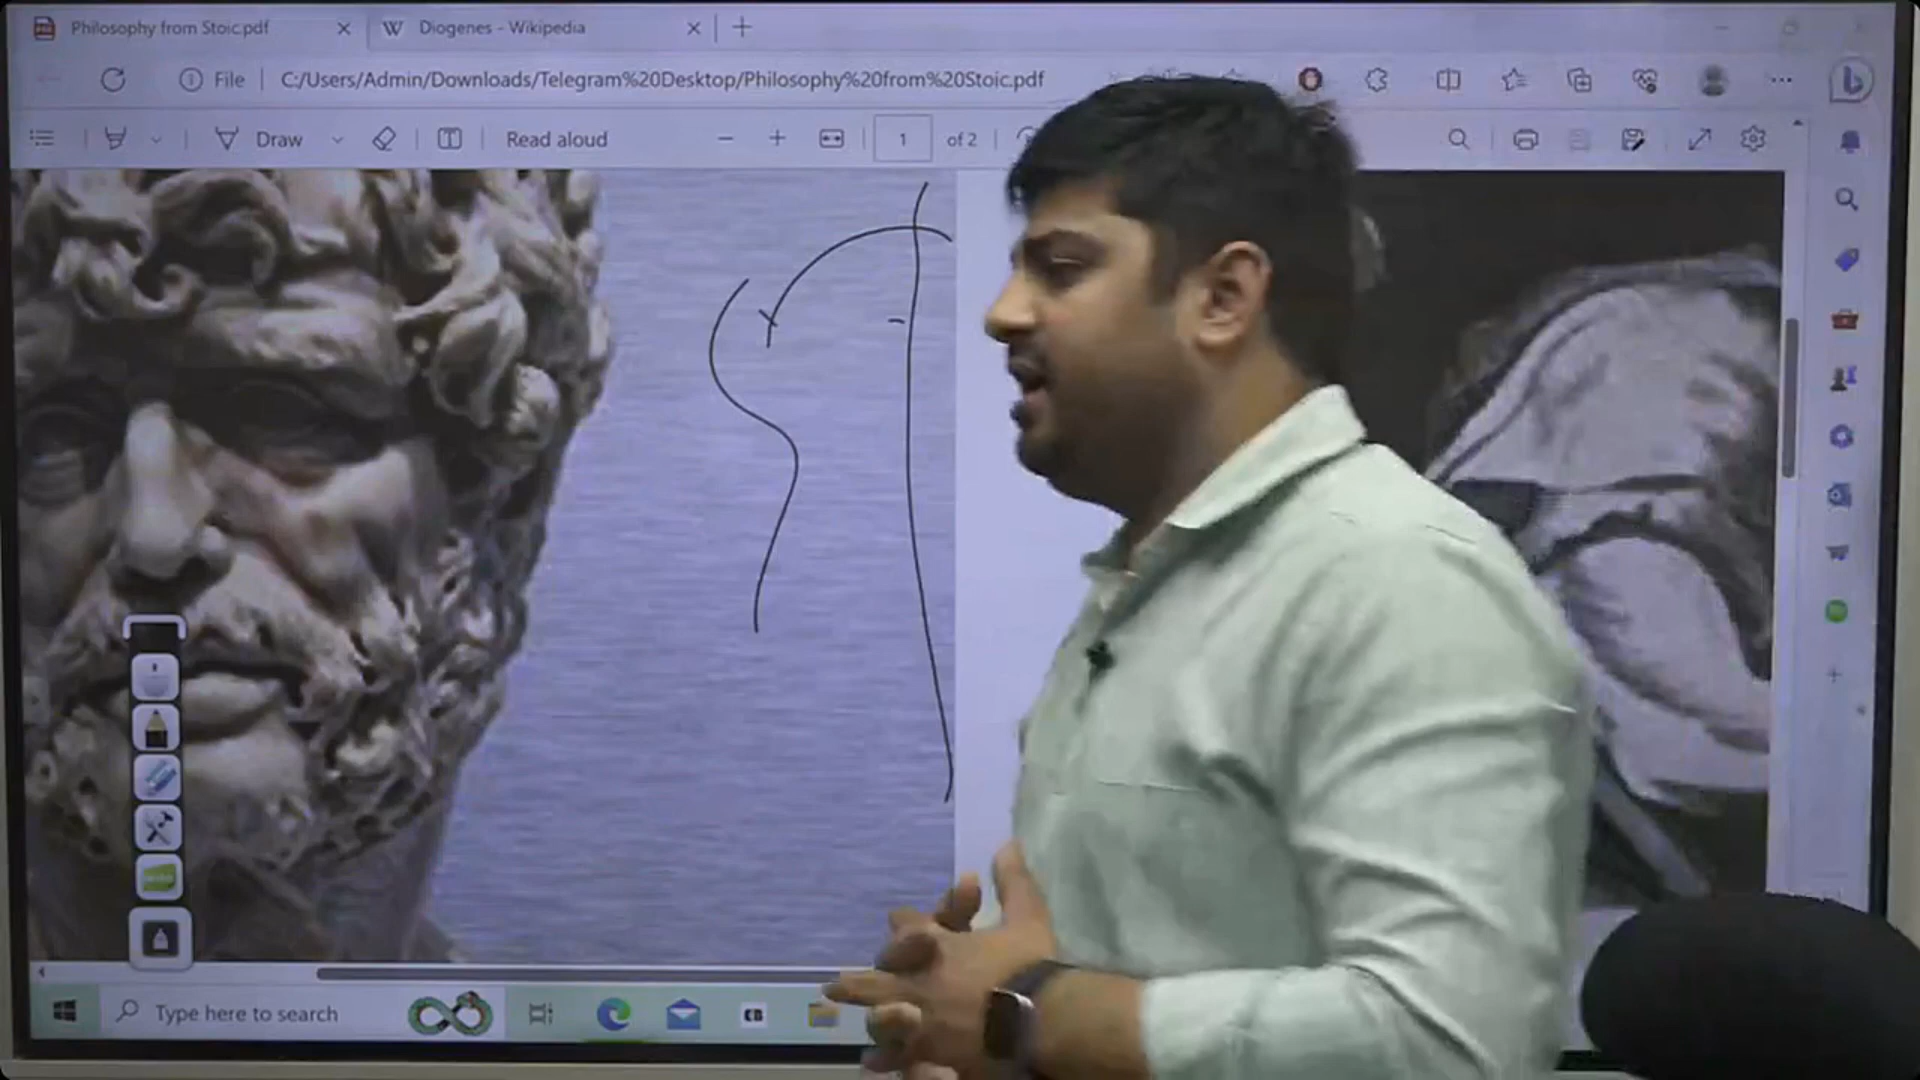 Philosophy from Stoic.pdf
Diogenes - Wikipedia
File
C:/Users/Admin/Downloads/Telegram%20Desktop/Philosophy%20from%20Stoic.pdf
Draw
Read aloud
1 of 2
Type here to search
CB